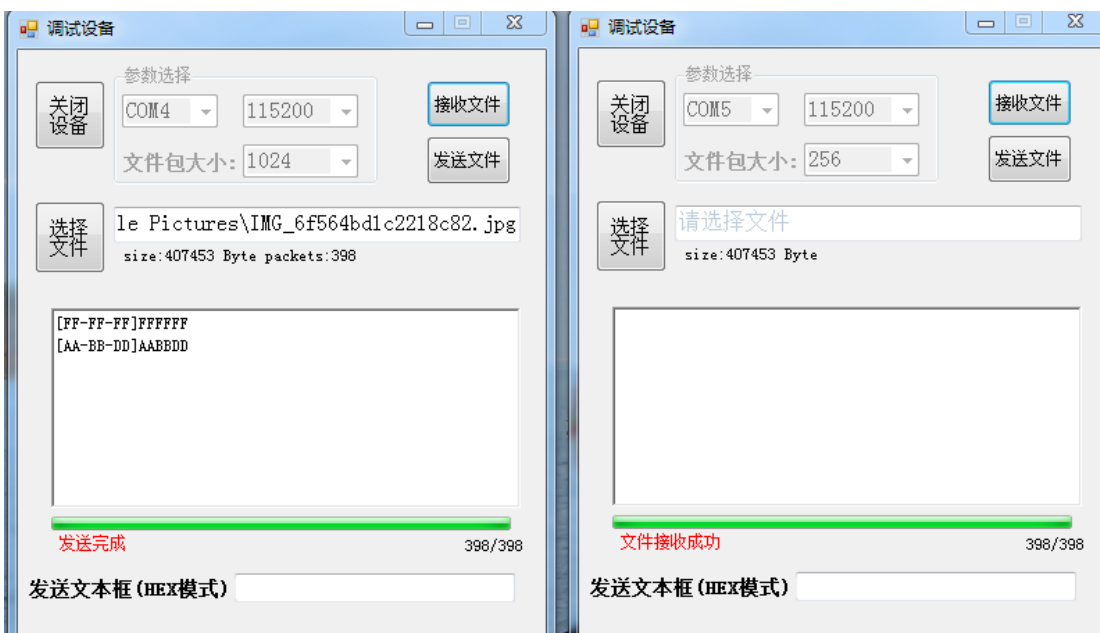 调试设备
参数选择
关闭
设备
COM4
115200
接收文件
文件包大小:
1024
发送文件
选择
文件
le Pictures\IMG_6f564bd1c2218c82.jpg
size:407453 Byte packets:398
[FF-FF-FF]FFFFFF
[AA-BB-DD]AABBDD
发送完成
398/398
发送文本框(HEX模式)
调试设备
参数选择
关闭
设备
COM5
115200
接收文件
文件包大小:
256
发送文件
选择
文件
请选择文件
size:407453 Byte
文件接收成功
398/398
发送文本框(HEX模式)